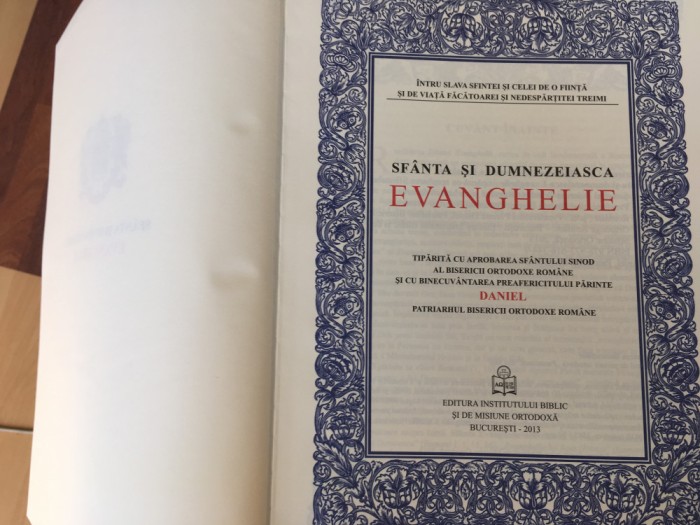 ÎNTRU SLAVA SFINTEI ȘI CELEI DE O FIINȚĂ
ȘI DE VIAȚĂ FĂCĂTOAREI ȘI NEDESPĂRȚITEI TREIMI
SFÂNTA ȘI DUMNEZEIASCA
EVANGHELIE
TIPĂRITĂ CU APROBAREA SFÂNTULUI SINOD
AL BISERICII ORTODOXE ROMÂNE
ȘI CU BINECUVÂNTAREA PREAFERICITULUI PĂRINTE
DANIEL
PATRIARHUL BISERICII ORTODOXE ROMÂNE
EDITURA INSTITUTULUI BIBLIC
ȘI DE MISIUNE ORTODOXĂ
BUCUREȘTI - 2013